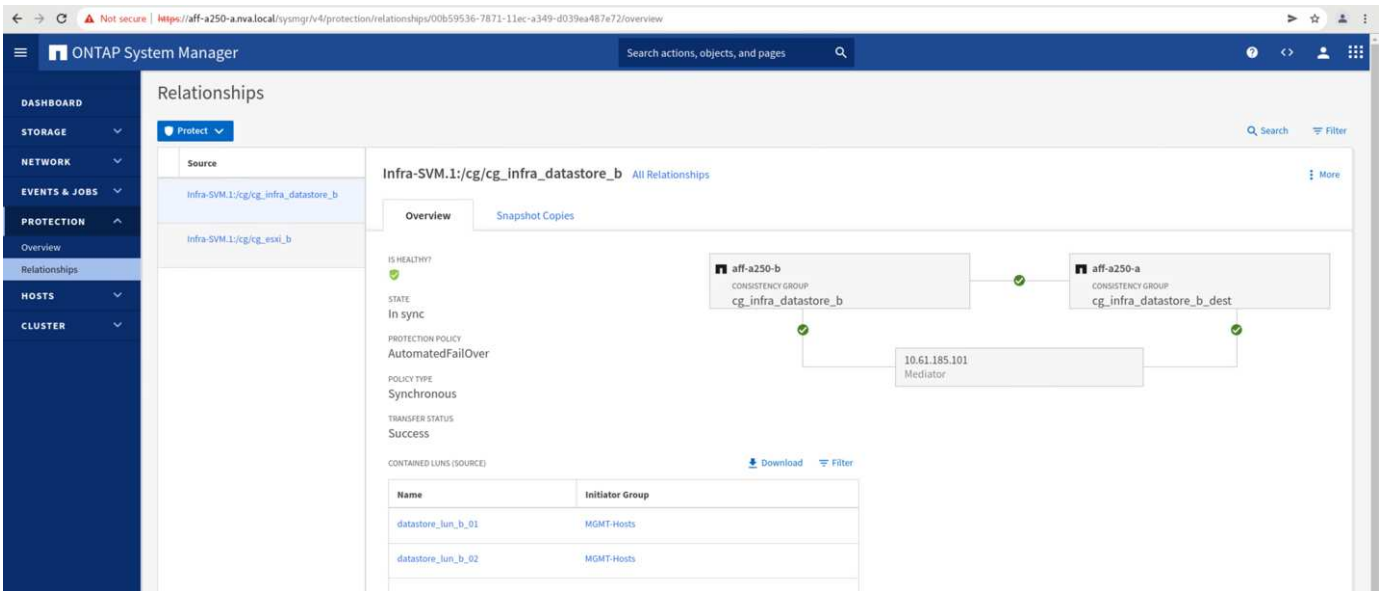 Not secure | https://aff-a250-a.nva.local/sysmgr/v4/protection/relationships/00b59536-7871-11ec-a349-d039ea487e72/overview
ONTAP System Manager
Search actions, objects, and pages
DASHBOARD
STORAGE
NETWORK
EVENTS & JOBS
PROTECTION
Overview
Relationships
HOSTS
CLUSTER
Relationships
Protect
Search
Filter
Source
Infra-SVM.1:/cg/cg_infra_datastore_b
Infra-SVM.1:/cg/cg_esxi_b
Infra-SVM.1:/cg/cg_infra_datastore_b All Relationships
More
Overview
Snapshot Copies
IS HEALTHY?
STATE
In sync
PROTECTION POLICY
AutomatedFailOver
POLICY TYPE
Synchronous
TRANSFER STATUS
Success
aff-a250-b
CONSISTENCY GROUP
cg_infra_datastore_b
aff-a250-a
CONSISTENCY GROUP
cg_infra_datastore_b_dest
10.61.185.101
Mediator
CONTAINED LUNS (SOURCE)
Download
Filter
Name
Initiator Group
datastore_lun_b_01
MGMT-Hosts
datastore_lun_b_02
MGMT-Hosts